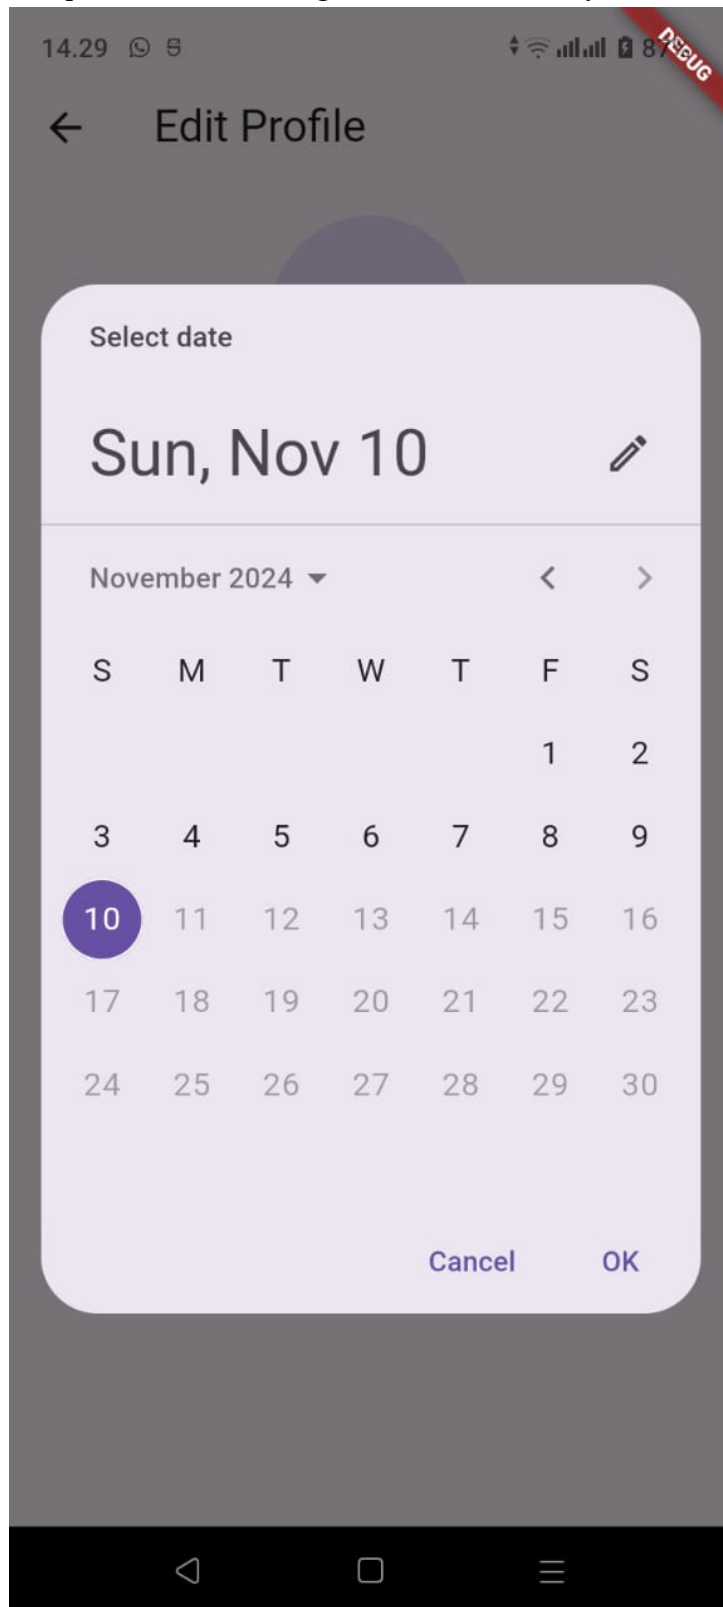 14.29 87%
DEBUG
Edit Profile
Select date
Sun, Nov 10
November 2024
S M T W T F S
1 2
3 4 5 6 7 8 9
10 11 12 13 14 15 16
17 18 19 20 21 22 23
24 25 26 27 28 29 30
Cancel OK